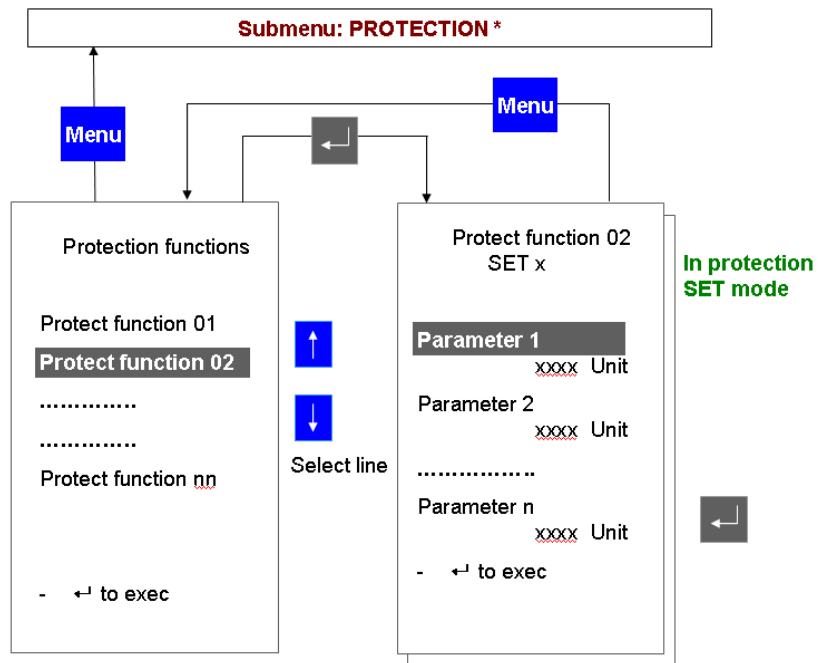 Submenu: PROTECTION *
Menu
Menu
Protection functions
Protect function 01
Protect function 02
..............
..............
Protect function nn
- ↵ to exec
Select line
Protect function 02
SET x
Parameter 1
xxxx Unit
Parameter 2
xxxx Unit
.................
Parameter n
xxxx Unit
- ↵ to exec
In protection
SET mode